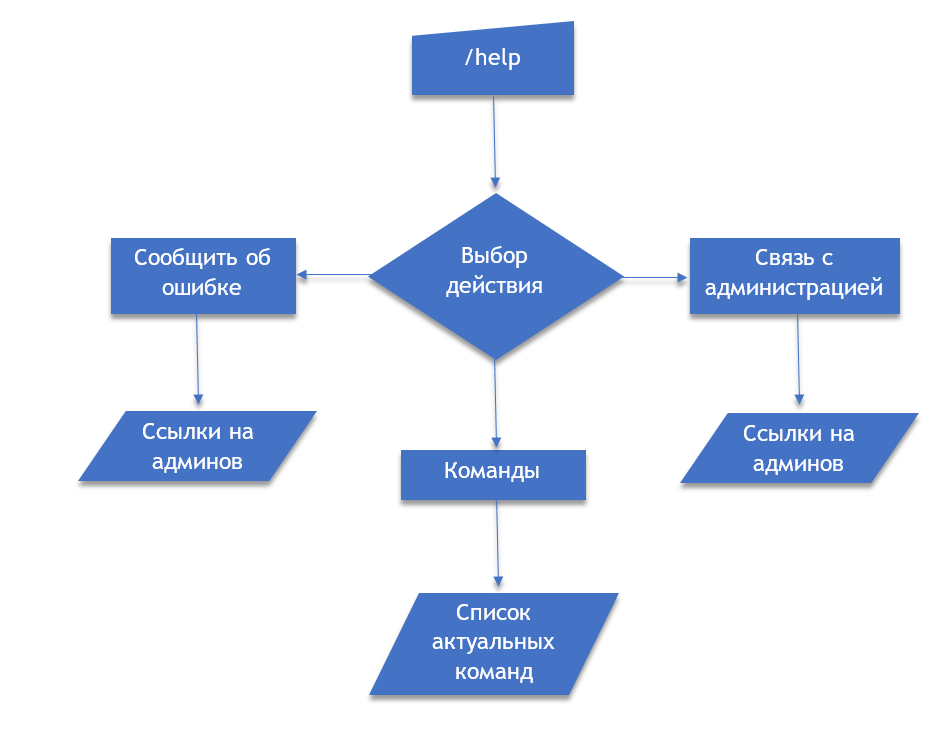 /help
Выбор
действия
Сообщить об
ошибке
Связь с
администрацией
Ссылки на
админов
Ссылки на
админов
Команды
Список
актуальных
команд